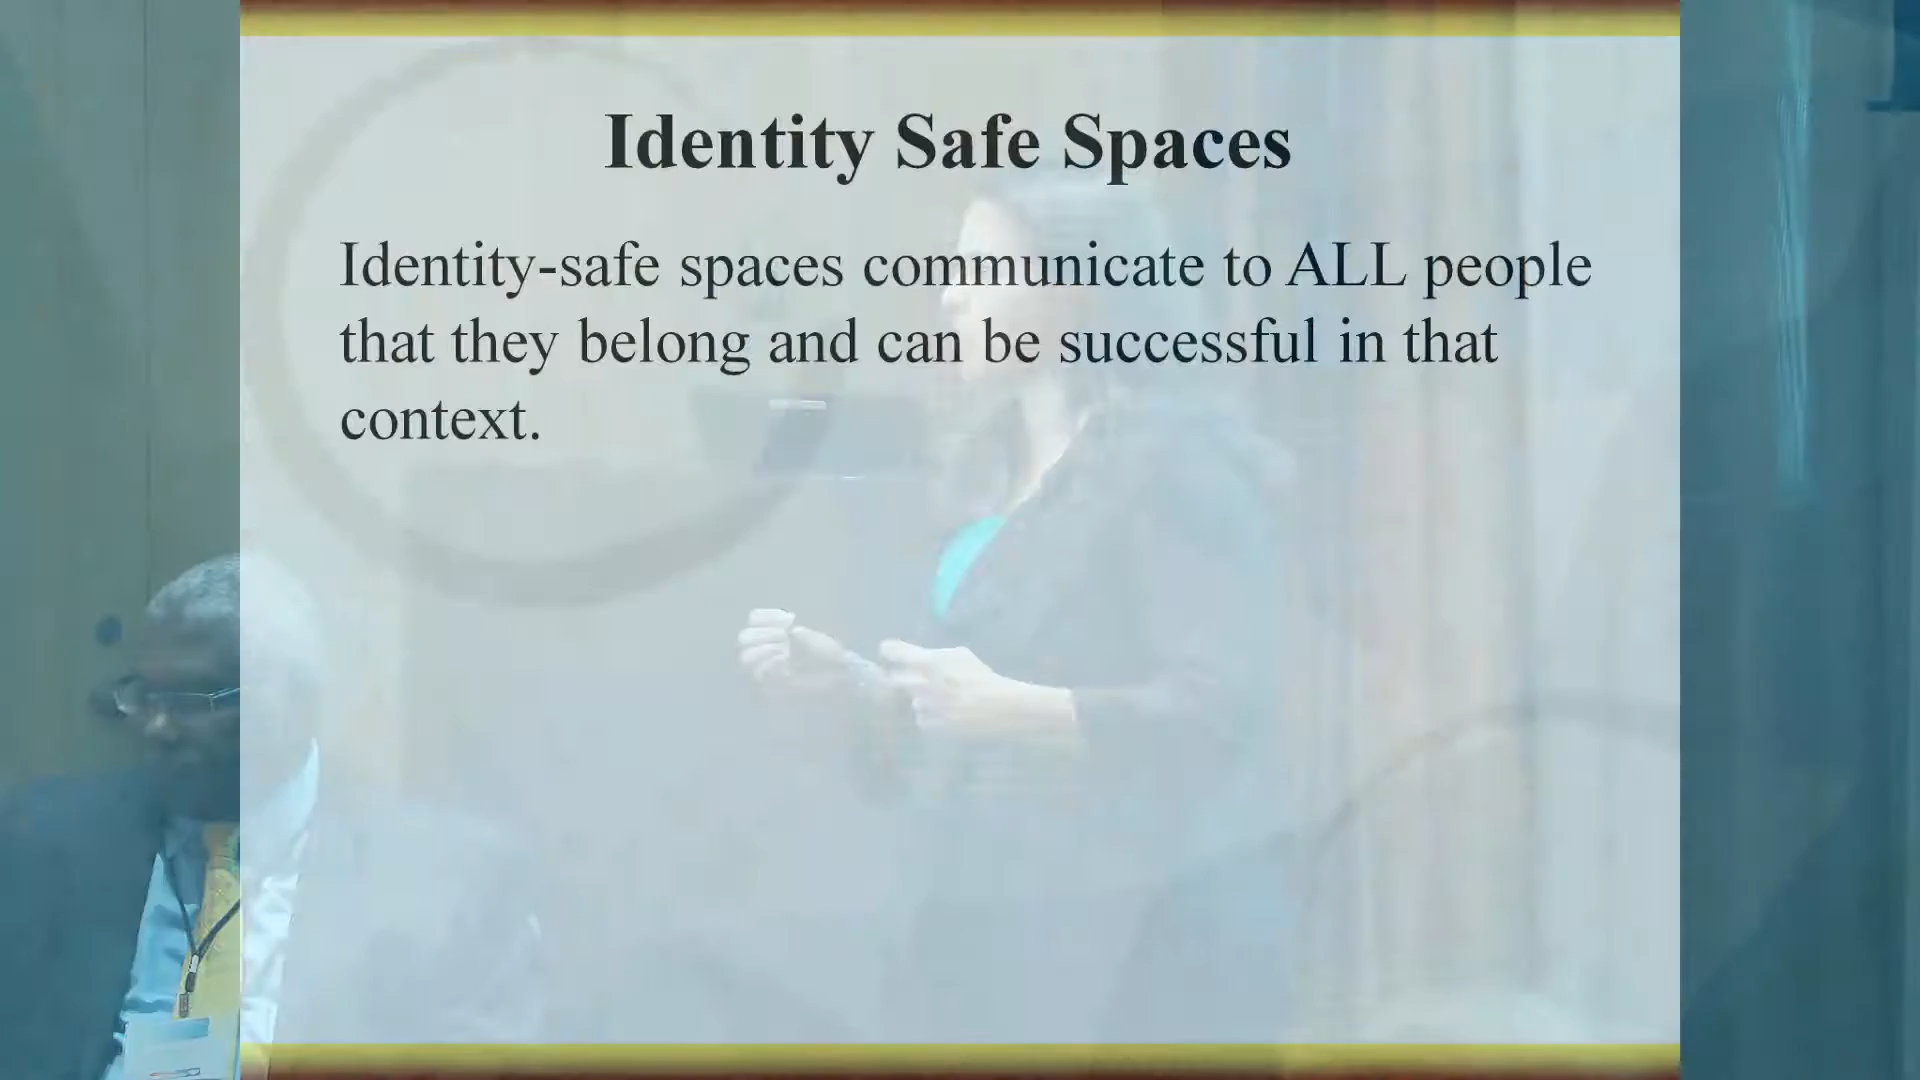 Identity Safe Spaces
Identity-safe spaces communicate to ALL people
that they belong and can be successful in that
context.